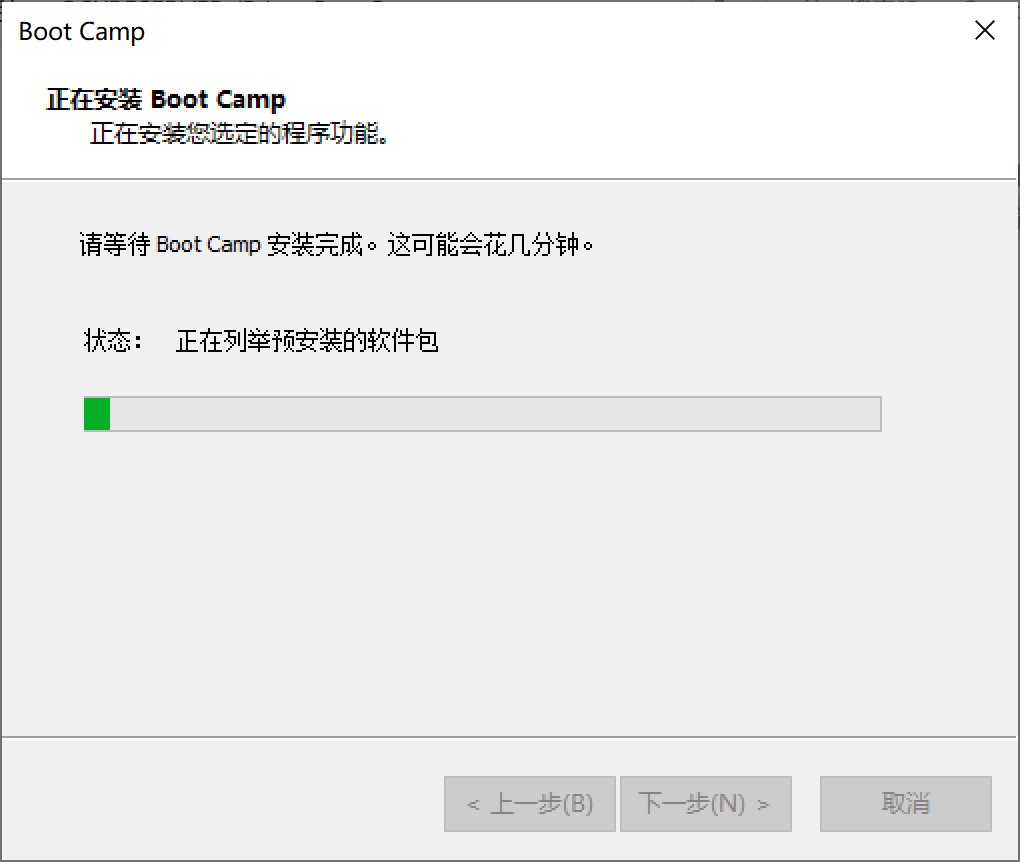 Boot Camp
正在安装 Boot Camp
正在安装您选定的程序功能。
请等待 Boot Camp 安装完成。这可能会花几分钟。
状态： 正在列举预安装的软件包
< 上一步(B) 下一步(N) > 取消